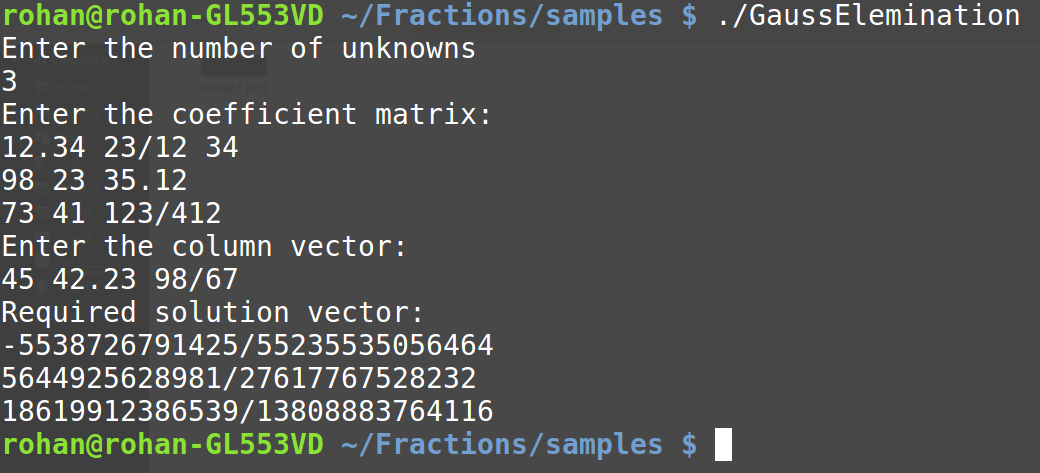 rohan@rohan-GL553VD ~/Fractions/samples $ ./GaussElemination
Enter the number of unknowns
3
Enter the coefficient matrix:
12.34 23/12 34
98 23 35.12
73 41 123/412
Enter the column vector:
45 42.23 98/67
Required solution vector:
-5538726791425/55235535056464
5644925628981/27617767528232
18619912386539/13808883764116
rohan@rohan-GL553VD ~/Fractions/samples $